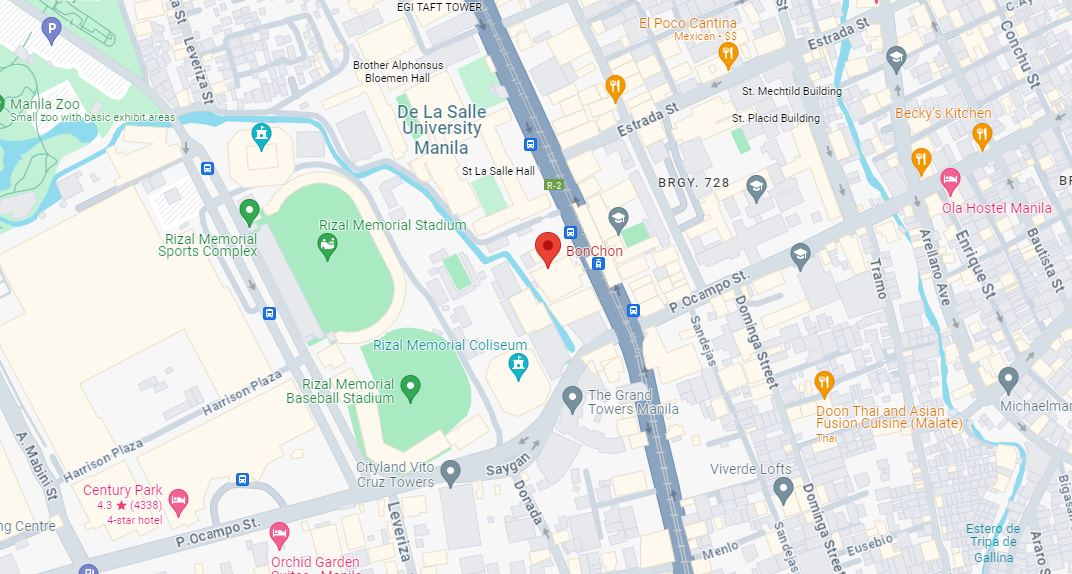 EGI TAFT TOWER
El Poco Cantina
Mexican • $$
Estrada St
Conchu St
Leveriza St
Brother Alphonsus
Bloemen Hall
Manila Zoo
Small zoo with basic exhibit areas
De La Salle
University
Manila
St. Mechtild Building
Estrada St
St. Placid Building
Becky's Kitchen
St La Salle Hall
R-2
BRGY. 728
Ola Hostel Manila
Rizal Memorial Stadium
Rizal Memorial
Sports Complex
BonChon
Arellano Ave
Enrique St
Bautista St
Tramo
P.Ocampo St.
Dominga Street
Sandejas
Rizal Memorial Coliseum
Harrison Plaza
Rizal Memorial
Baseball Stadium
The Grand
Towers Manila
Doon Thai and Asian
Fusion Cuisine (Malate)
Thai
Michaelmar
A. Mabini St
Harrison Plaza
Saygan
Cityland Vito
Cruz Towers
Viverde Lofts
Century Park
4.3 ★ (4338)
4-star hotel
Donada
Dominga Street
ng Centre
P.Ocampo St.
Leveriza
Sandejas
Menlo
Eusebio
Estero de
Tripa de
Gallina
Bigasan
Araro S
Orchid Garden